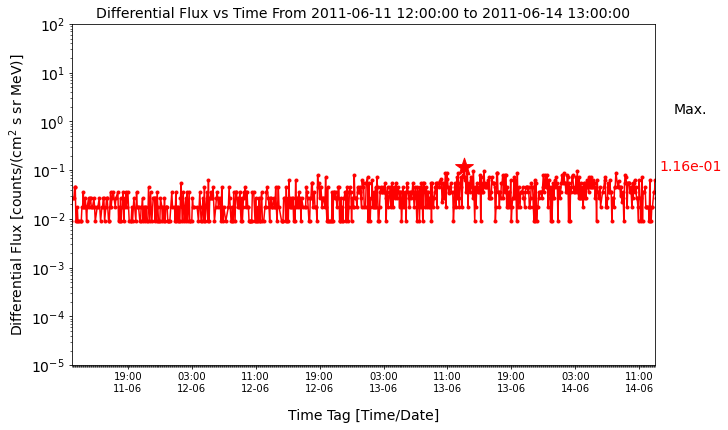 Differential Flux vs Time From 2011-06-11 12:00:00 to 2011-06-14 13:00:00
Differential Flux [counts/(cm² s sr MeV)]
10²
10¹
10⁰
10⁻¹
10⁻²
10⁻³
10⁻⁴
10⁻⁵
Max.
1.16e-01
19:00 03:00 11:00 19:00 03:00 11:00 19:00 03:00 11:00
11-06 12-06 12-06 12-06 13-06 13-06 13-06 14-06 14-06
Time Tag [Time/Date]